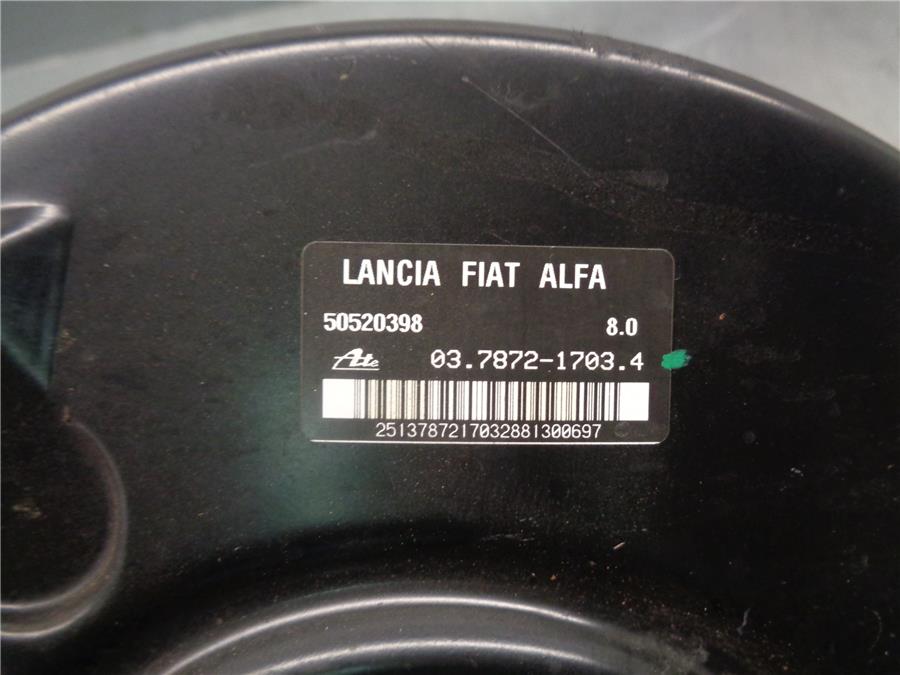 LANCIA FIAT ALFA
50520398 8.0
Ate 03.7872-1703.4
2513787217032881300697